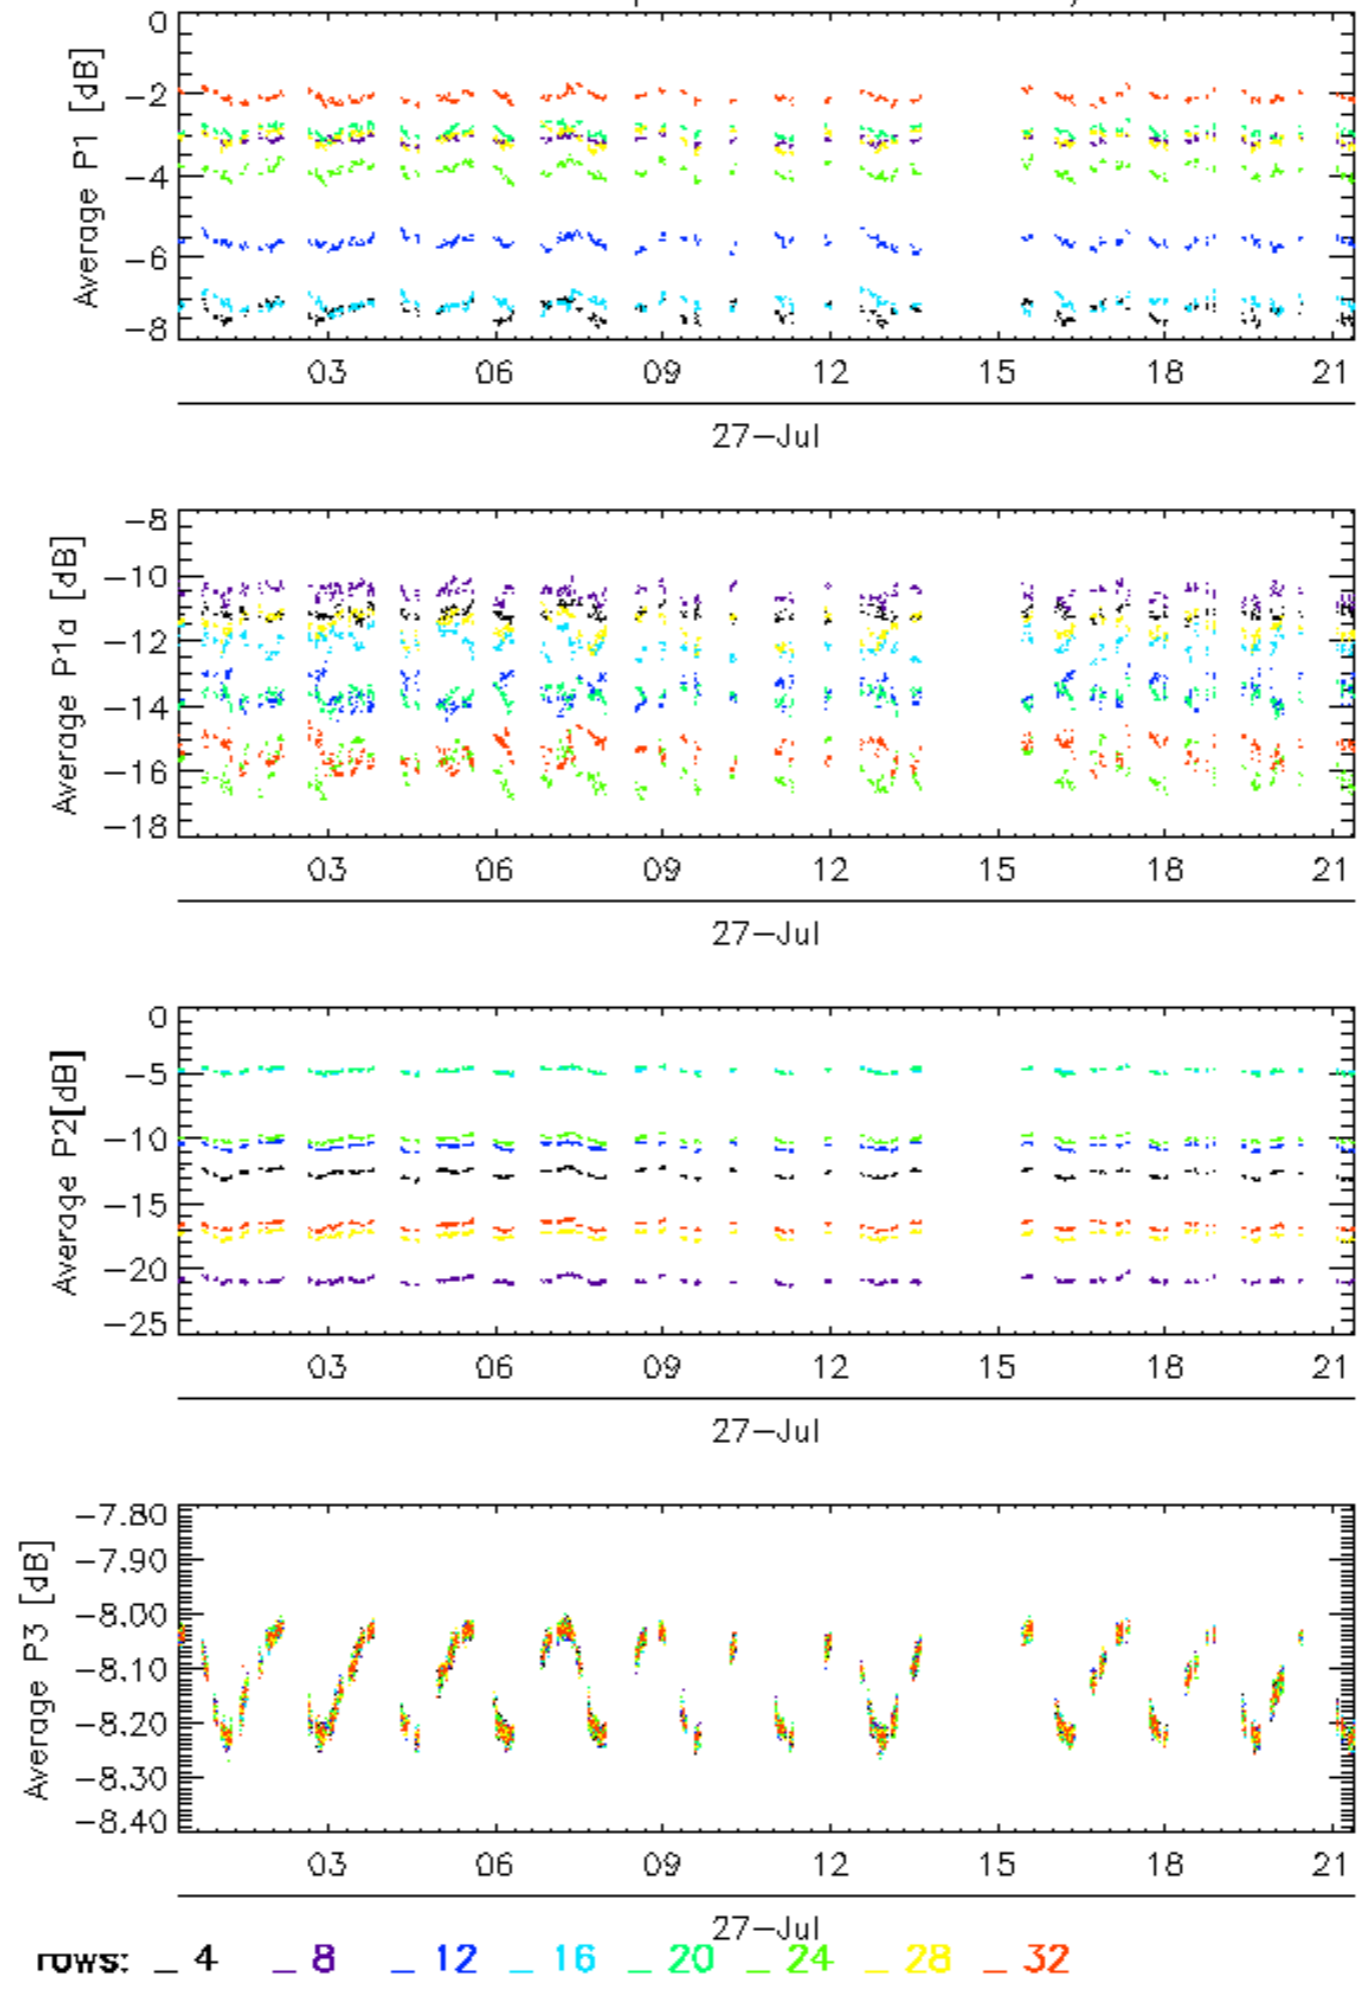 0
-2
-4
-6
-8
Average P1 [dB]
03 06 09 12 15 18 21
27-Jul
-8
-10
-12
-14
-16
-18
Average P1a [dB]
03 06 09 12 15 18 21
27-Jul
0
-5
-10
-15
-20
-25
Average P2[dB]
03 06 09 12 15 18 21
27-Jul
-7.80
-7.90
-8.00
-8.10
-8.20
-8.30
-8.40
Average P3 [dB]
03 06 09 12 15 18 21
27-Jul
rows: _ 4 _ 8 _ 12 _ 16 _ 20 _ 24 _ 28 _ 32